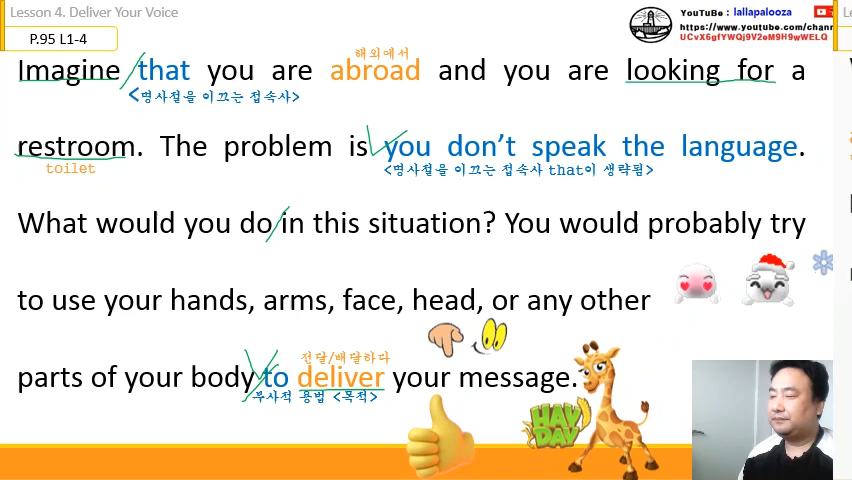 Lesson 4. Deliver Your Voice
YouTuBe : lallapalooza
https://www.youtube.com/chann
UCvX6gfYWQj9V2eM9H9wWELQ
P.95 L1-4
해외에서
Imagine that you are abroad and you are looking for a
<명사절을 이끄는 접속사>
restroom. The problem is you don't speak the language.
toilet
<명사절을 이끄는 접속사 that이 생략됨>
What would you do in this situation? You would probably try
to use your hands, arms, face, head, or any other
전달/배달하다
parts of your body to deliver your message.
부사적 용법 <목적>
HAY DAY